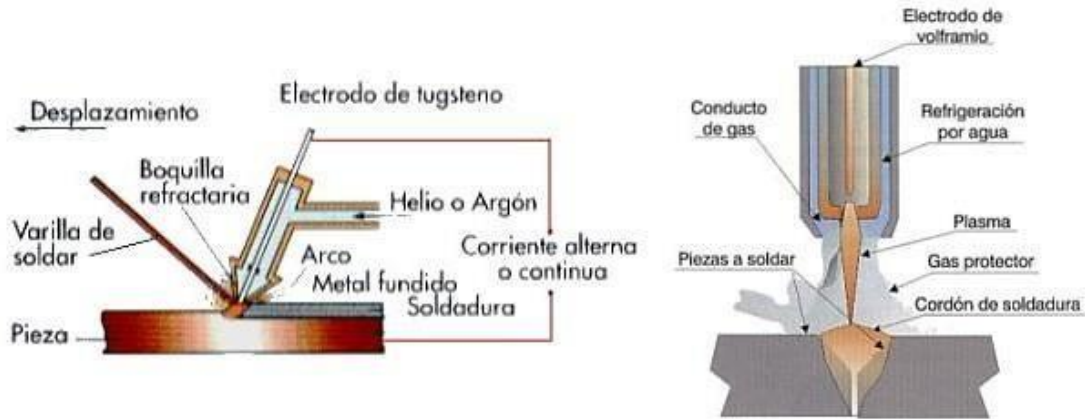 Desplazamiento
Electrodo de tugsteno
Boquilla
refractaria
Helio o Argón
Varilla de
soldar
Arco
Corriente alterna
o continua
Metal fundido
Soldadura
Pieza
Electrodo de
volframio
Conducto
de gas
Refrigeración
por agua
Plasma
Piezas a soldar
Gas protector
Cordón de soldadura